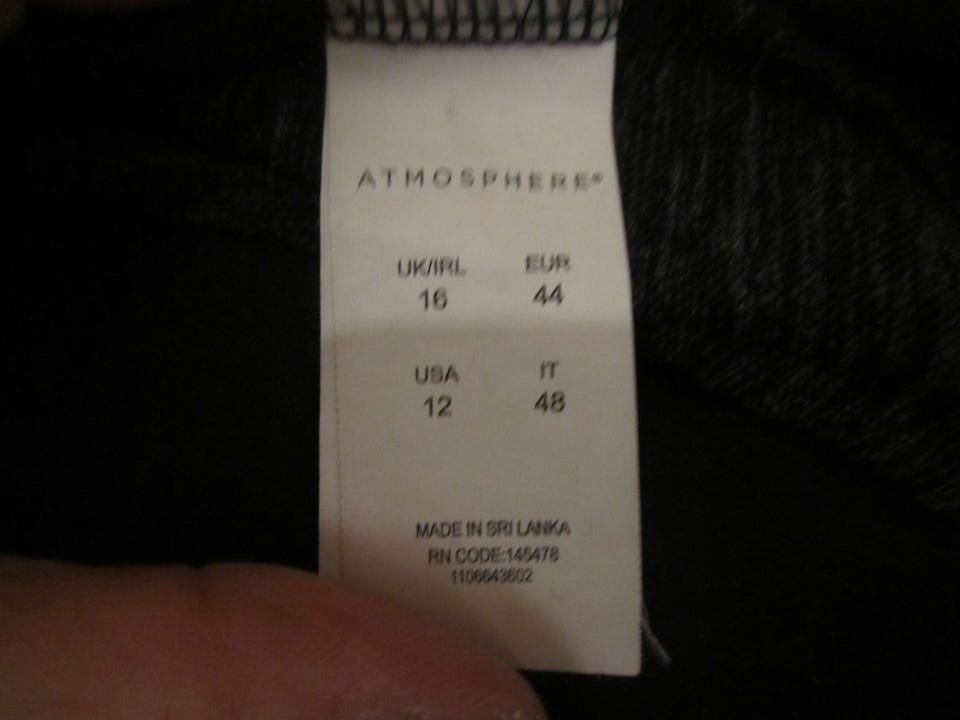 ATMOSPHERE®
UK/IRL EUR
16 44
USA IT
12 48
MADE IN SRI LANKA
RN CODE:145478
1106643602